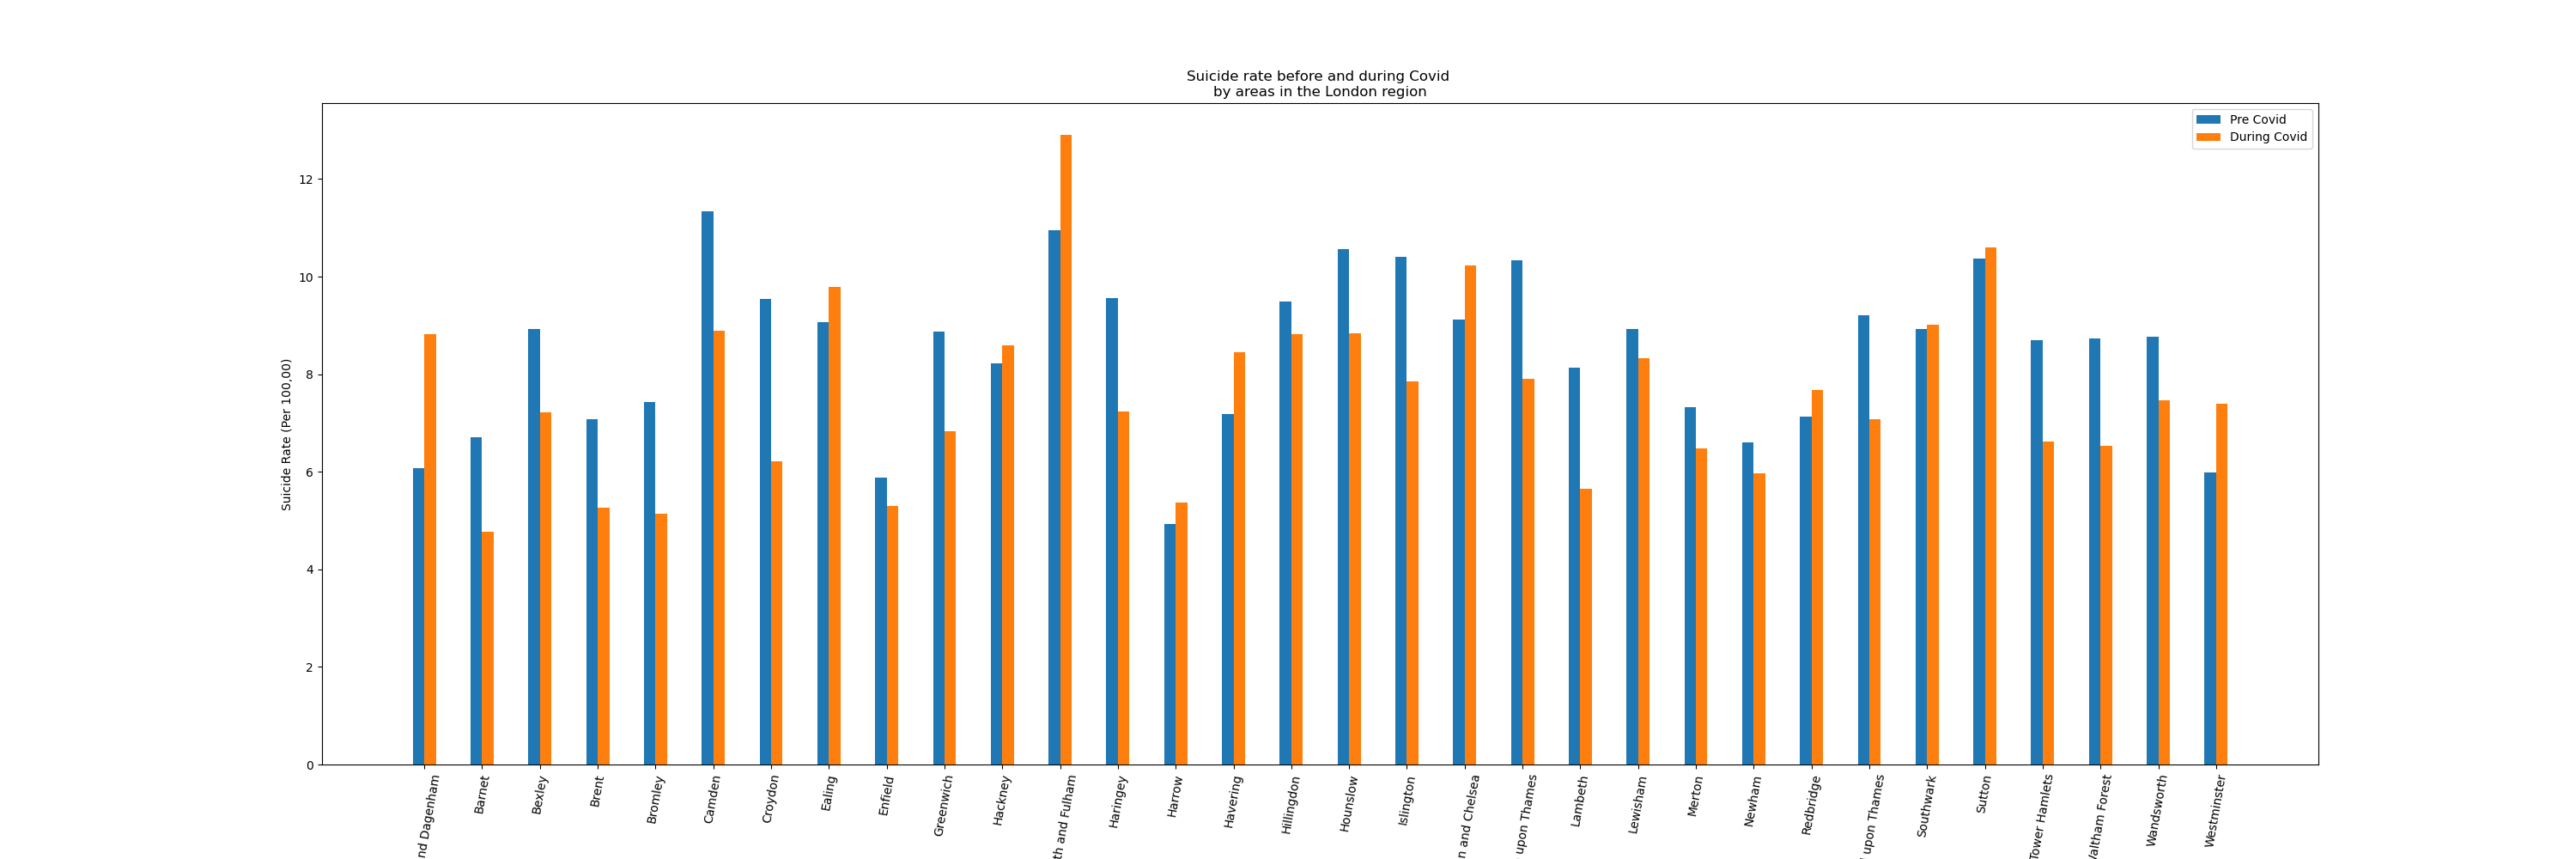 Suicide rate before and during Covid
by areas in the London region
Pre Covid
During Covid
Suicide Rate (Per 100,00)
12
10
8
6
4
2
0
nd Dagenham
Barnet
Bexley
Brent
Bromley
Camden
Croydon
Ealing
Enfield
Greenwich
Hackney
th and Fulham
Haringey
Harrow
Havering
Hillingdon
Hounslow
Islington
n and Chelsea
upon Thames
Lambeth
Lewisham
Merton
Newham
Redbridge
upon Thames
Southwark
Sutton
Tower Hamlets
Waltham Forest
Wandsworth
Westminster